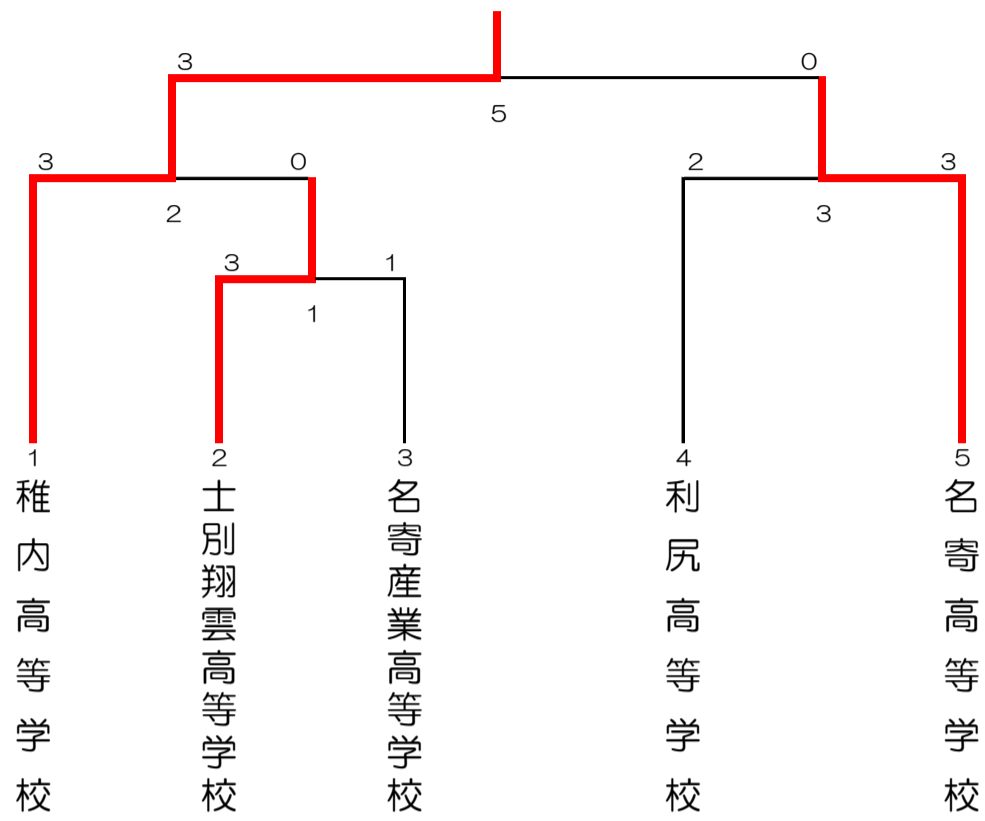 3 0
5
3 0 2 3
2 3
3 1
1
1 2 3 4 5
稚内高等学校
士別翔雲高等学校
名寄産業高等学校
利尻高等学校
名寄高等学校